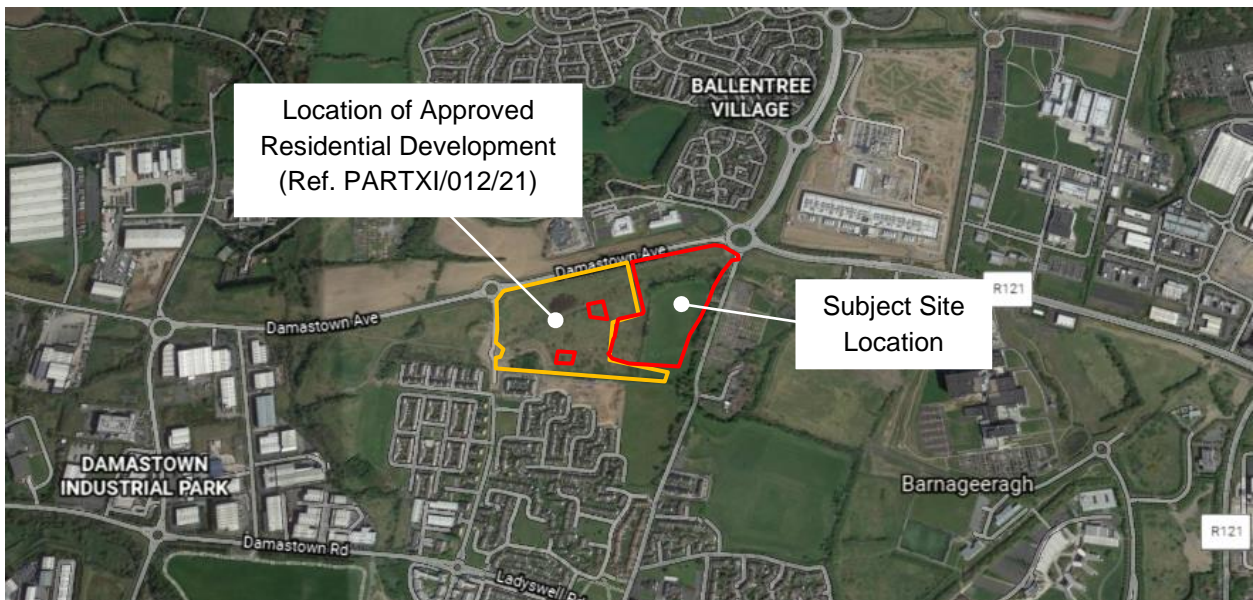 BALLENTREE
VILLAGE
Location of Approved
Residential Development
(Ref. PARTXI/012/21)
Damastown Ave
R121
Subject Site
Location
Damastown Ave
DAMASTOWN
INDUSTRIAL PARK
Barnageeragh
R121
Damastown Rd
Ladyswell